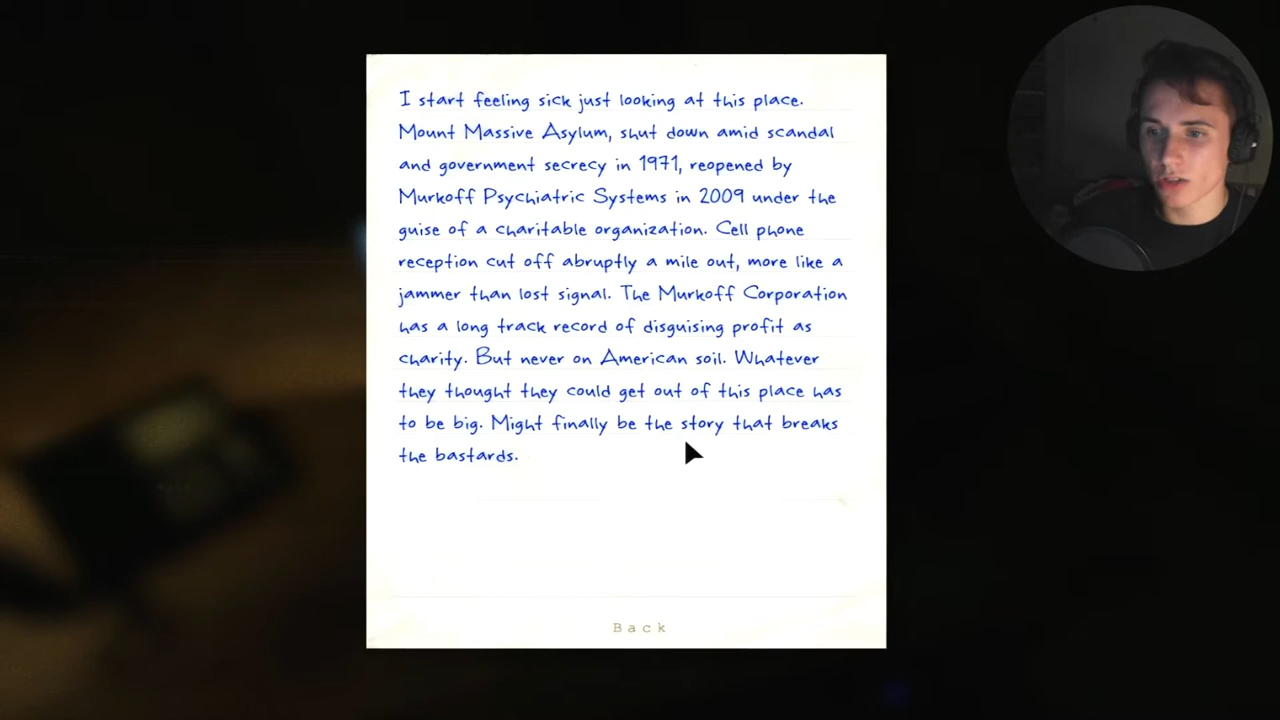 I start feeling sick just looking at this place.
Mount Massive Asylum, shut down amid scandal
and government secrecy in 1971, reopened by
Murkoff Psychiatric Systems in 2009 under the
guise of a charitable organization. Cell phone
reception cut off abruptly a mile out, more like a
jammer than lost signal. The Murkoff Corporation
has a long track record of disguising profit as
charity. But never on American soil. Whatever
they thought they could get out of this place has
to be big. Might finally be the story that breaks
the bastards.
Back